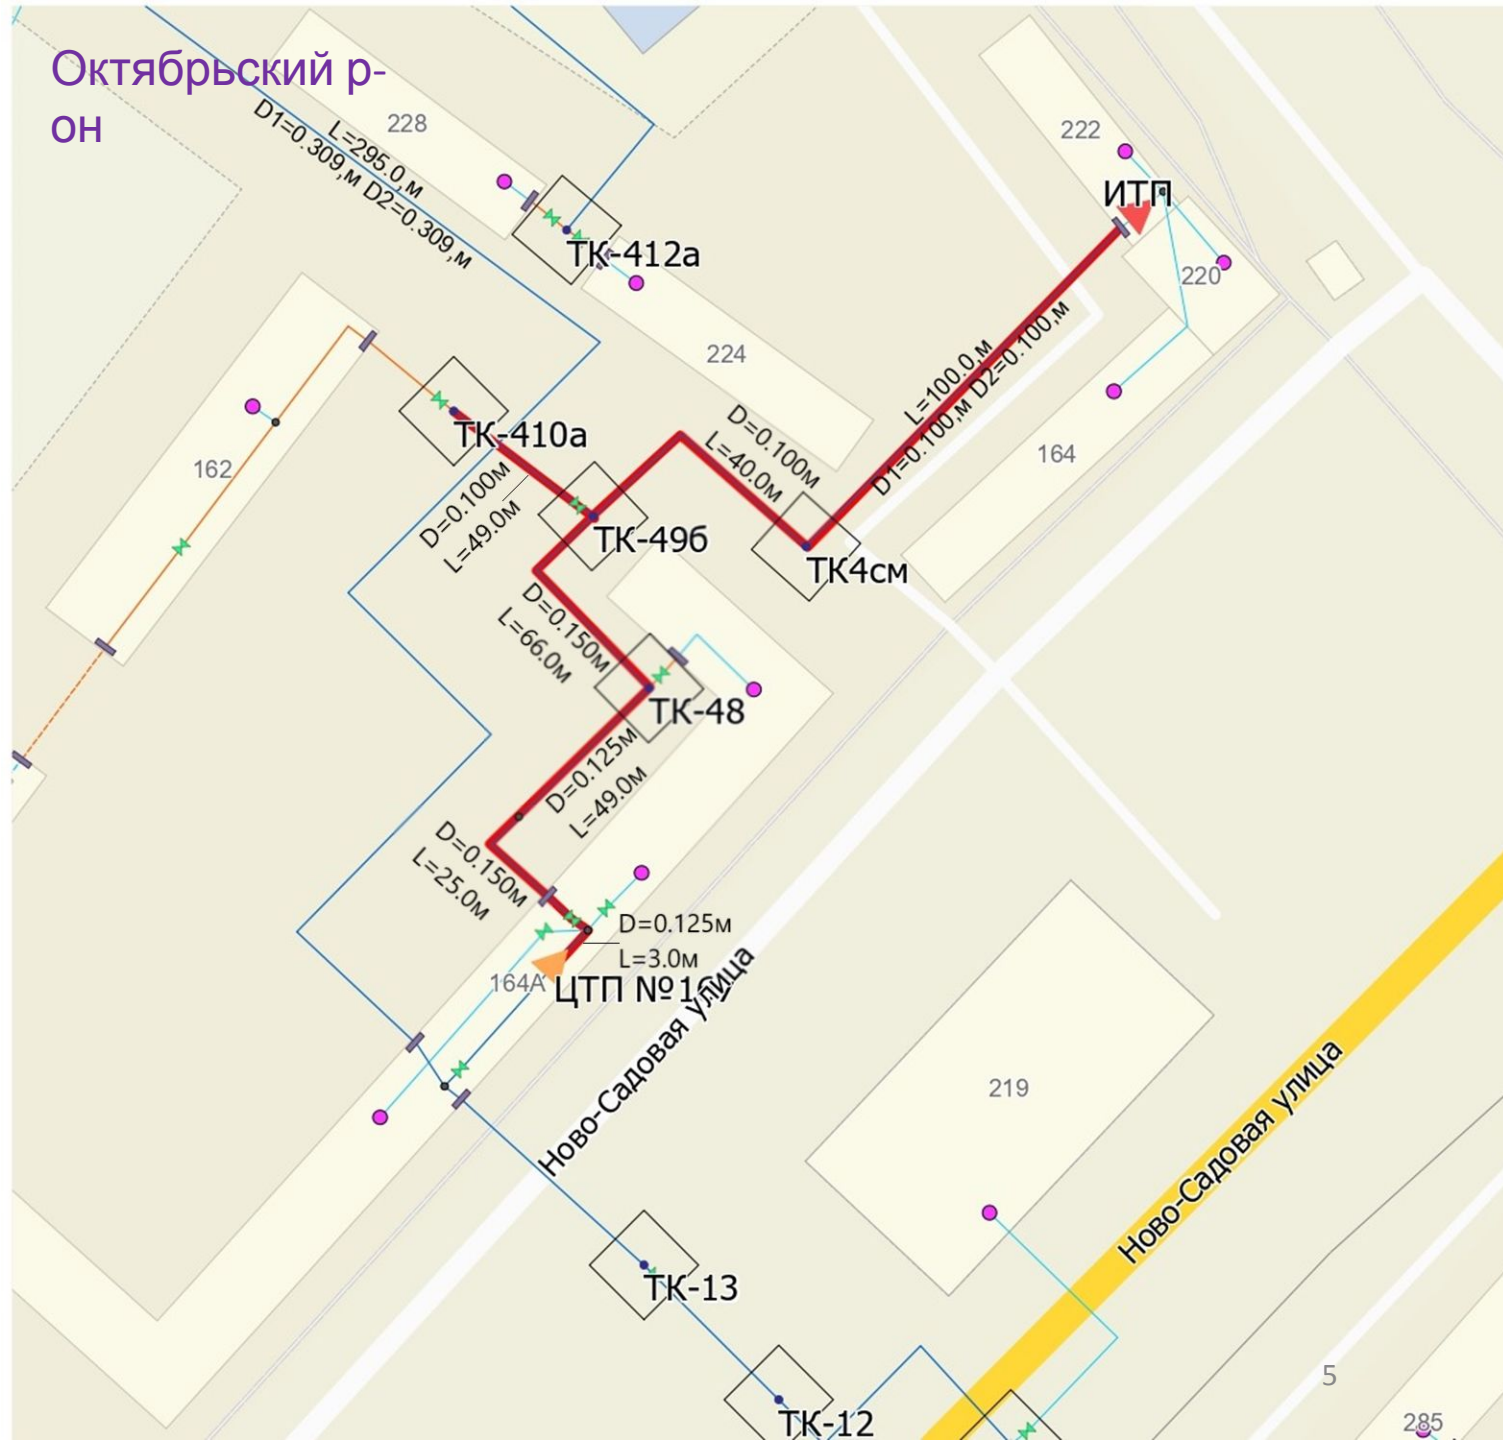 Октябрьский р-
он
228
L=295.0,м
D1=0.309,м D2=0.309,м
222
ИТП
ТК-412а
220
224
L=100.0,м
D1=0.100,м D2=0.100,м
ТК-410а
D=0.100м
L=40.0м
162
164
D=0.100м
L=49.0м
ТК-49б
ТК4см
D=0.150м
L=66.0м
ТК-48
D=0.125м
L=49.0м
D=0.150м
L=25.0м
D=0.125м
L=3.0м
164А
ЦТП №
Ново-Садовая улица
219
Ново-Садовая улица
ТК-13
5
ТК-12
285